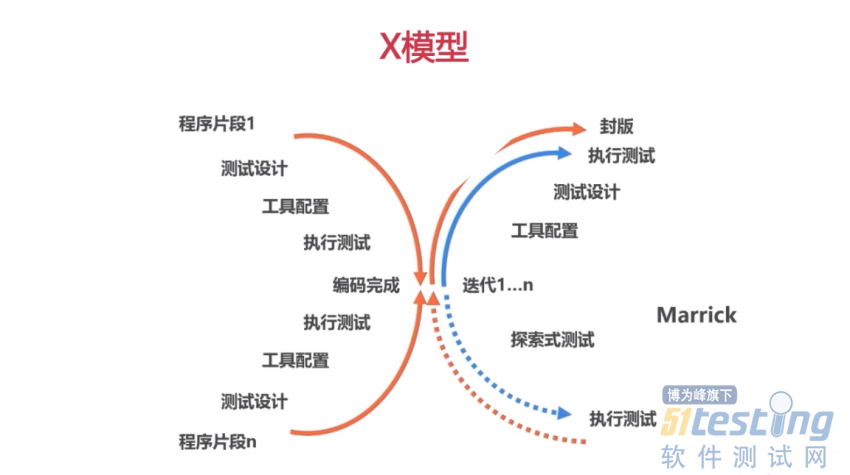 X模型
程序片段1
测试设计
工具配置
执行测试
编码完成
执行测试
工具配置
测试设计
程序片段n
封版
执行测试
测试设计
工具配置
迭代1...n
探索式测试
执行测试
Marrick
博为峰旗下
51testing
软件测试网